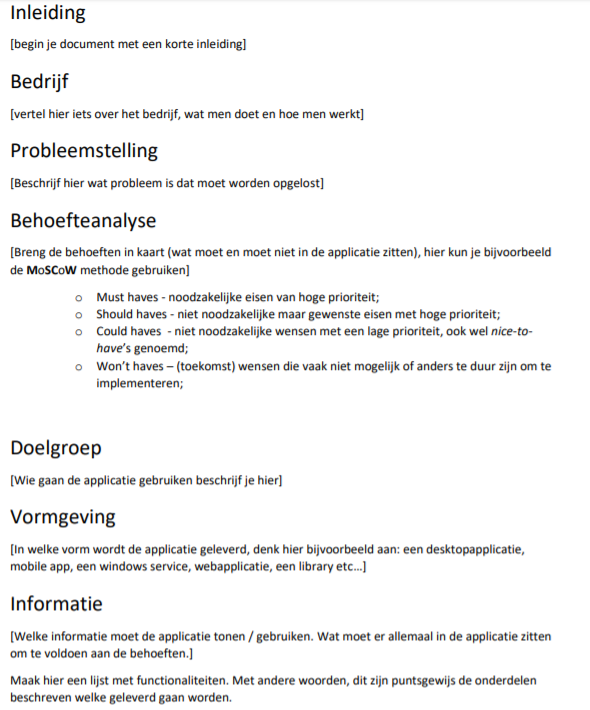 Inleiding
[begin je document met een korte inleiding]
Bedrijf
[vertel hier iets over het bedrijf, wat men doet en hoe men werkt]
Probleemstelling
[Beschrijf hier wat probleem is dat moet worden opgelost]
Behoefteanalyse
[Breng de behoeften in kaart (wat moet en moet niet in de applicatie zitten), hier kun je bijvoorbeeld
de MoSCoW methode gebruiken]
o Must haves - noodzakelijke eisen van hoge prioriteit;
o Should haves - niet noodzakelijke maar gewenste eisen met hoge prioriteit;
o Could haves - niet noodzakelijke wensen met een lage prioriteit, ook wel nice-to-
have's genoemd;
o Won't haves – (toekomst) wensen die vaak niet mogelijk of anders te duur zijn om te
implementeren;
Doelgroep
[Wie gaan de applicatie gebruiken beschrijf je hier]
Vormgeving
[In welke vorm wordt de applicatie geleverd, denk hier bijvoorbeeld aan: een desktopapplicatie,
mobile app, een windows service, webapplicatie, een library etc...]
Informatie
[Welke informatie moet de applicatie tonen / gebruiken. Wat moet er allemaal in de applicatie zitten
om te voldoen aan de behoeften.]
Maak hier een lijst met functionaliteiten. Met andere woorden, dit zijn puntsgewijs de onderdelen
beschreven welke geleverd gaan worden.